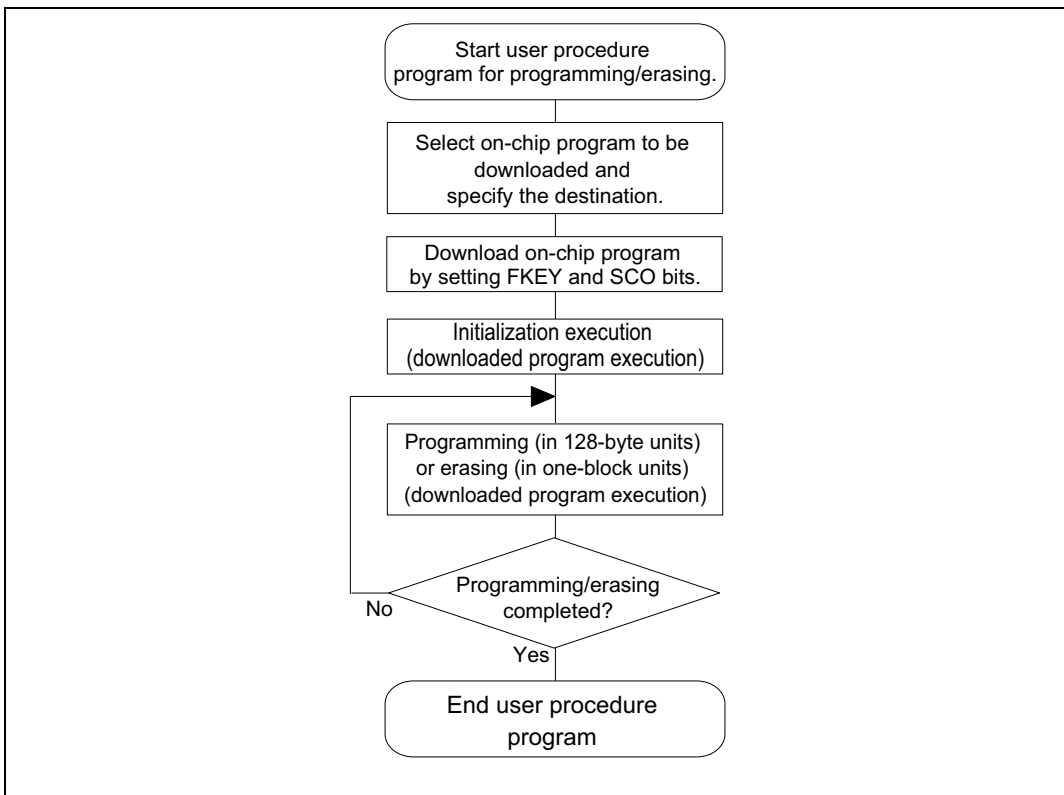 Start user procedure
program for programming/erasing.
Select on-chip program to be
downloaded and
specify the destination.
Download on-chip program
by setting FKEY and SCO bits.
Initialization execution
(downloaded program execution)
Programming (in 128-byte units)
or erasing (in one-block units)
(downloaded program execution)
Programming/erasing
completed?
No
Yes
End user procedure
program